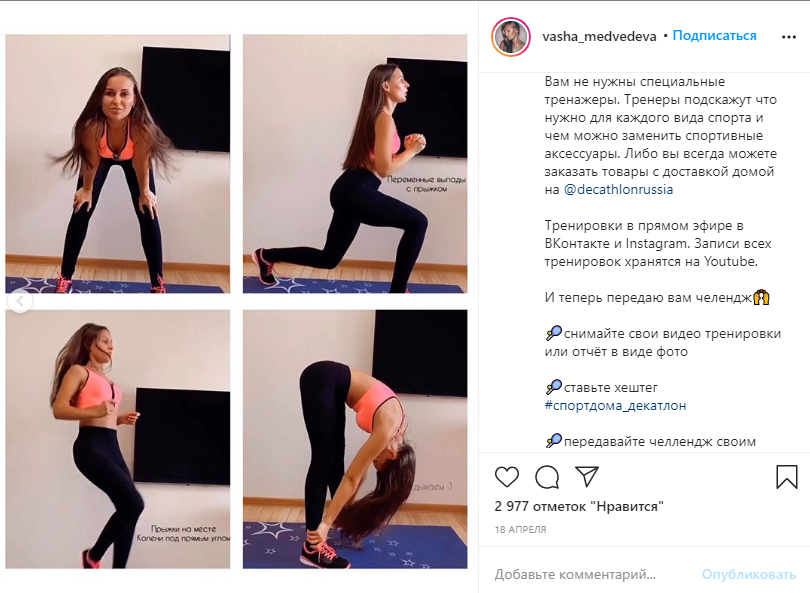 Переменные выпады
с прыжком
Прыжки на месте
Колени под прямым углом
vasha_medvedeva • Подписаться
Вам не нужны специальные
тренажеры. Тренеры подскажут что
нужно для каждого вида спорта и
чем можно заменить спортивные
аксессуары. Либо вы всегда можете
заказать товары с доставкой домой
на @decathlonrussia
Тренировки в прямом эфире в
ВКонтакте и Instagram. Записи всех
тренировок хранятся на Youtube.
И теперь передаю вам челендж
снимайте свои видео тренировки
или отчёт в виде фото
ставьте хештег
#спортдома_декатлон
передавайте челлендж своим
2 977 отметок "Нравится"
18 АПРЕЛЯ
Добавьте комментарий...
Опубликовать